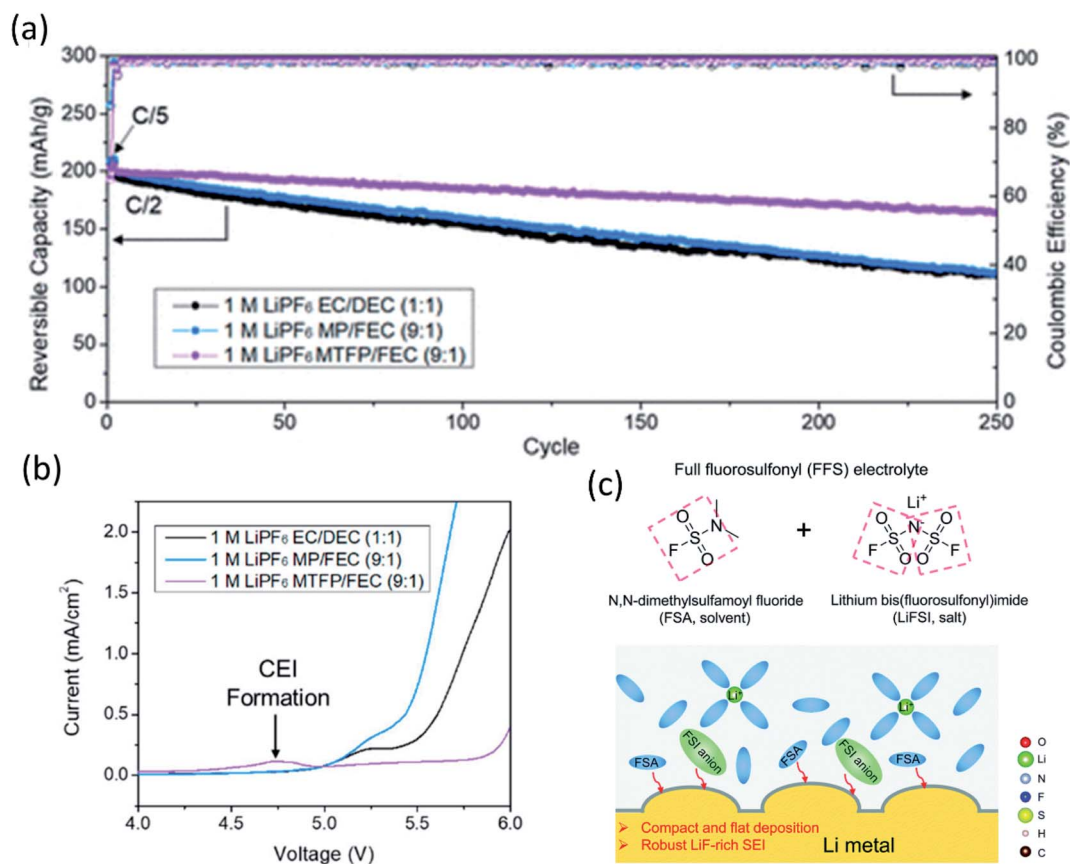 (a)
300
250
200
150
100
50
0
Reversible Capacity (mAh/g)
C/5
C/2
1 M LiPF₆ EC/DEC (1:1)
1 M LiPF₆ MP/FEC (9:1)
1 M LiPF₆ MTFP/FEC (9:1)
100
80
60
40
20
0
Coulombic Efficiency (%)
0 50 100 150 200 250
Cycle
(b)
2.0
1.5
1.0
0.5
0.0
Current (mA/cm²)
1 M LiPF₆ EC/DEC (1:1)
1 M LiPF₆ MP/FEC (9:1)
1 M LiPF₆ MTFP/FEC (9:1)
CEI
Formation
4.0 4.5 5.0 5.5 6.0
Voltage (V)
(c)
Full fluorosulfonyl (FFS) electrolyte
O
F S N
O
+
Li⁺
O N⁻ O
F S S F
O O
N,N-dimethylsulfamoyl fluoride
(FSA, solvent)
Lithium bis(fluorosulfonyl)imide
(LiFSI, salt)
Li⁺
Li⁺
FSA
FSI anion
FSA
FSI anion
FSA
➢ Compact and flat deposition
➢ Robust LiF-rich SEI
Li metal
O
Li
N
F
S
H
C